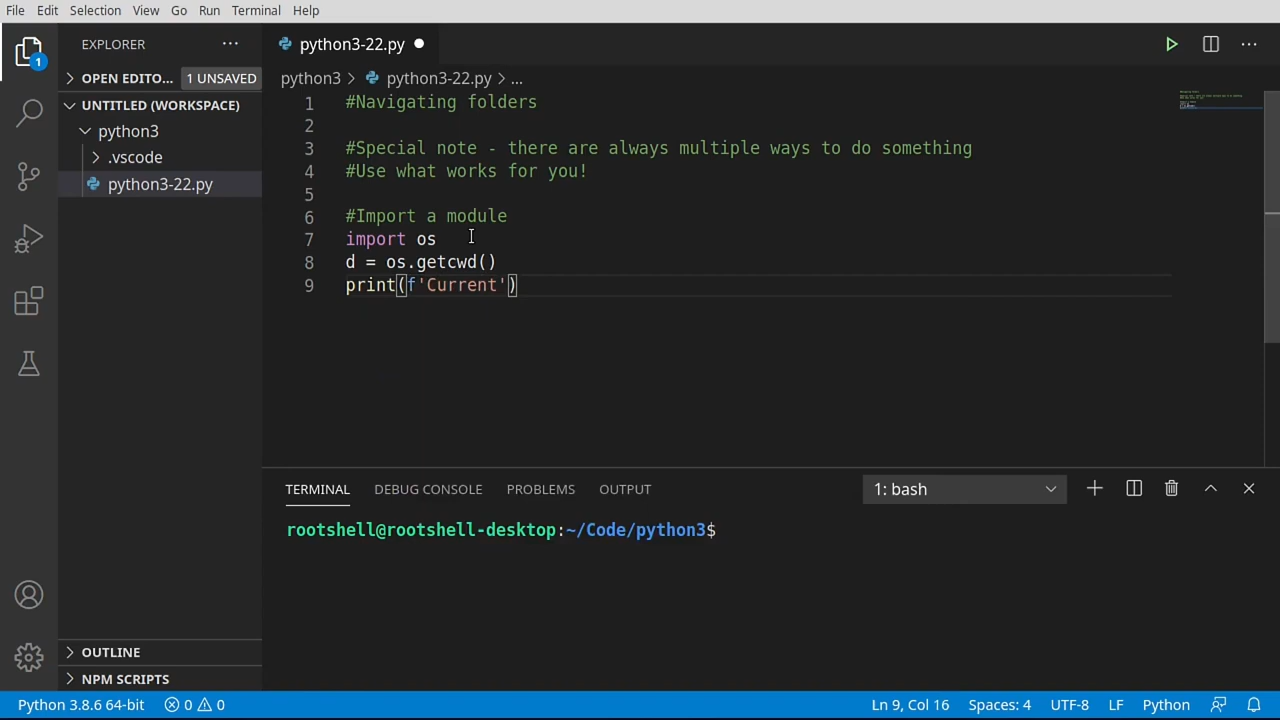 File Edit Selection View Go Run Terminal Help
EXPLORER
python3-22.py
OPEN EDITO... 1 UNSAVED
python3 > python3-22.py > ...
1
UNTITLED (WORKSPACE)
python3
.vscode
python3-22.py
1 #Navigating folders
2
3 #Special note - there are always multiple ways to do something
4 #Use what works for you!
5
6 #Import a module
7 import os
8 d = os.getcwd()
9 print(f'Current')
TERMINAL DEBUG CONSOLE PROBLEMS OUTPUT 1: bash
rootshell@rootshell-desktop:~/Code/python3$
OUTLINE
NPM SCRIPTS
Python 3.8.6 64-bit 0 0 Ln 9, Col 16 Spaces: 4 UTF-8 LF Python